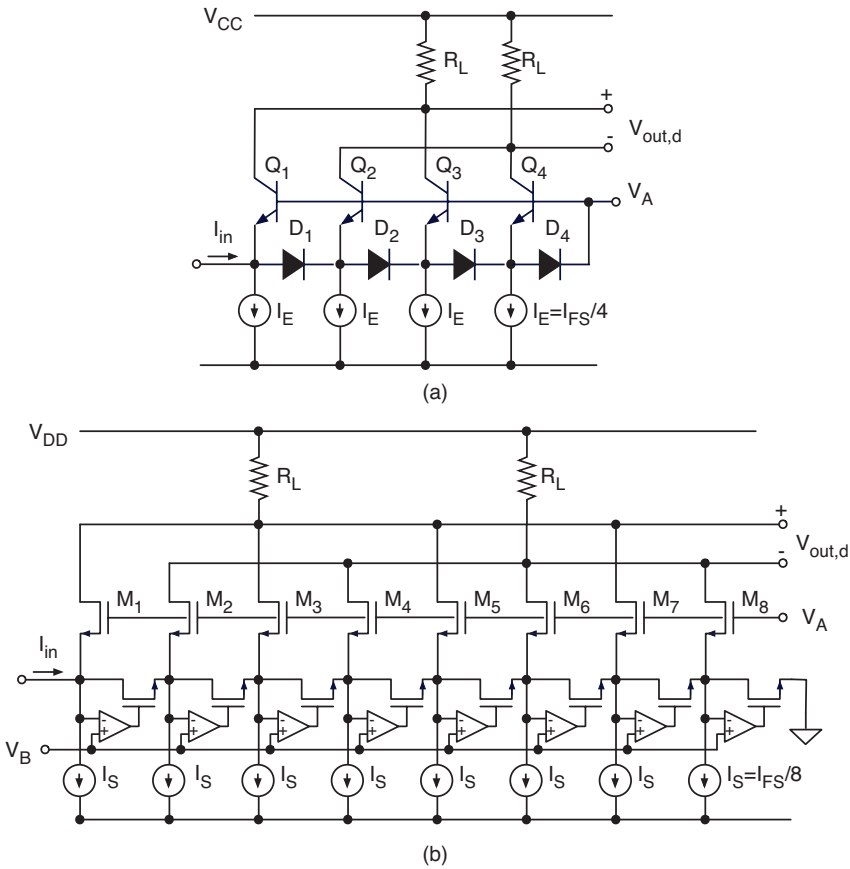 V_CC
R_L R_L
+
V_out,d
-
Q_1 Q_2 Q_3 Q_4
V_A
I_in D_1 D_2 D_3 D_4
I_E I_E I_E I_E=I_FS/4
(a)
V_DD
R_L R_L
+
V_out,d
-
M_1 M_2 M_3 M_4 M_5 M_6 M_7 M_8
V_A
I_in
- - - - - - - -
+ + + + + + + +
V_B
I_S I_S I_S I_S I_S I_S I_S I_S=I_FS/8
(b)